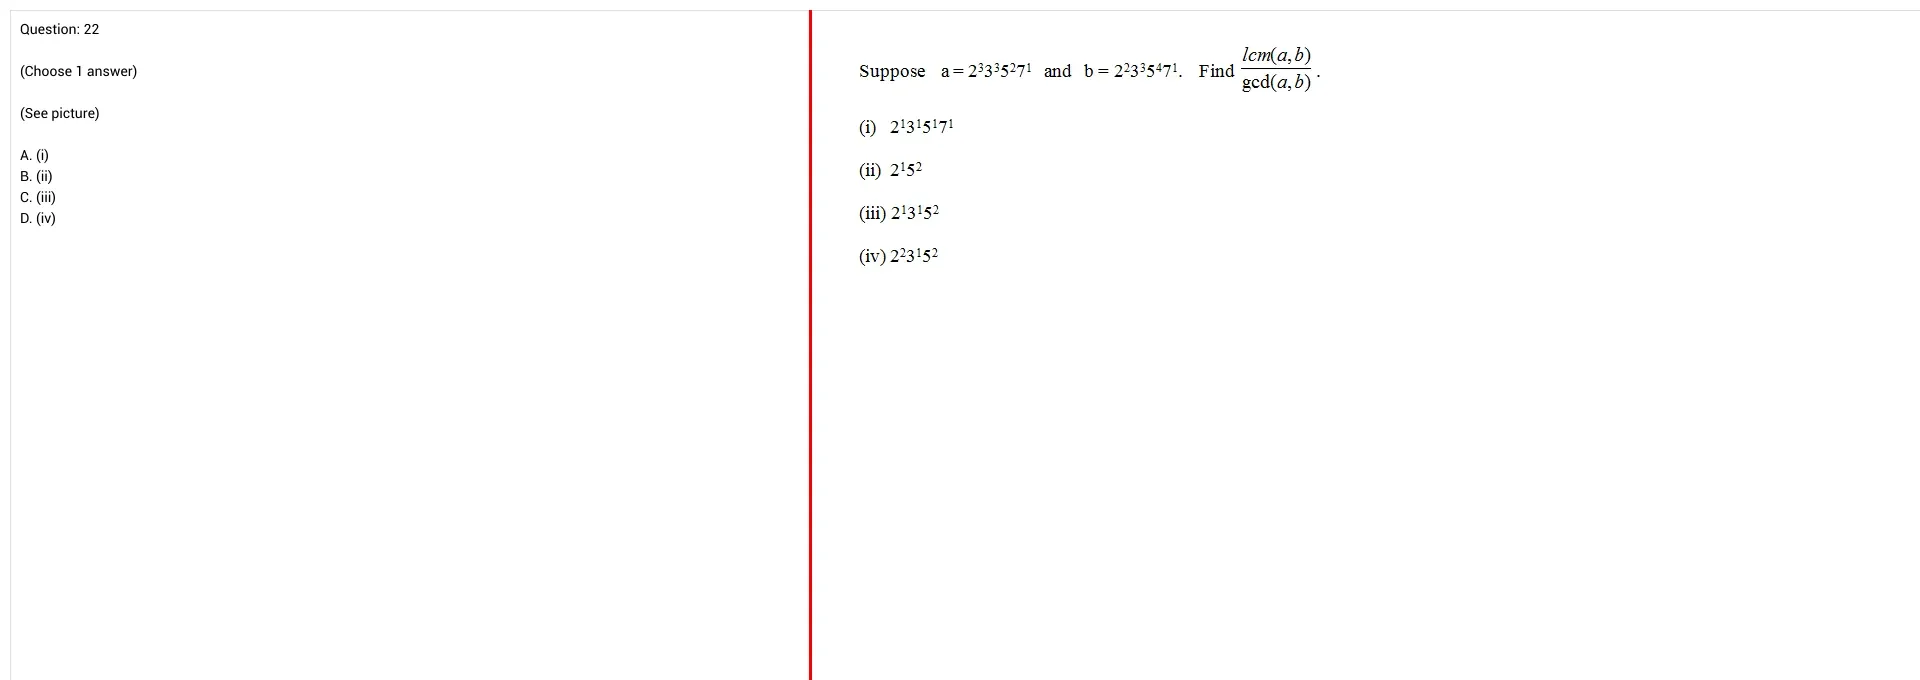 Question: 22
(Choose 1 answer)
(See picture)
A. (i)
B. (ii)
C. (iii)
D. (iv)
Suppose a = 2³3³5²7¹ and b = 2²3³5⁴7¹. Find lcm(a,b)/gcd(a,b).
(i) 2¹3¹5¹7¹
(ii) 2¹5²
(iii) 2¹3¹5²
(iv) 2²3¹5²